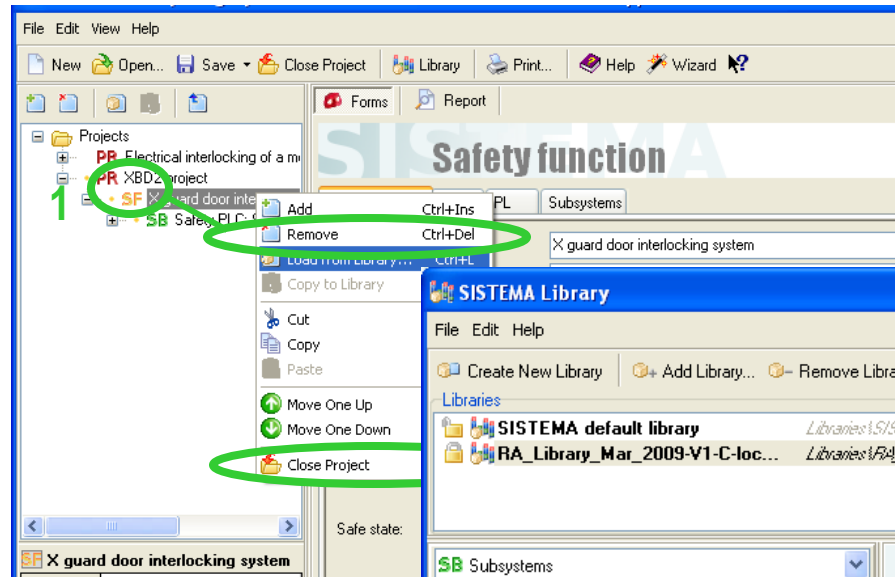 File Edit View Help
New Open... Save Close Project Library Print... Help Wizard
Forms Report
Projects
PR Electrical interlocking of a m
PR XBD2 project
1
SF X guard door inte
SB Safety PLC:
SISTEMA
Safety function
PL Subsystems
X guard door interlocking system
Add Ctrl+Ins
Remove Ctrl+Del
Load from Library... Ctrl+L
Copy to Library
Cut
Copy
Paste
Move One Up
Move One Down
Close Project
Safe state:
SF X guard door interlocking system
SISTEMA Library
File Edit Help
Create New Library Add Library... Remove Libra
Libraries
SISTEMA default library Libraries\SIS
RA_Library_Mar_2009-V1-C-loc... Libraries\RA
SB Subsystems